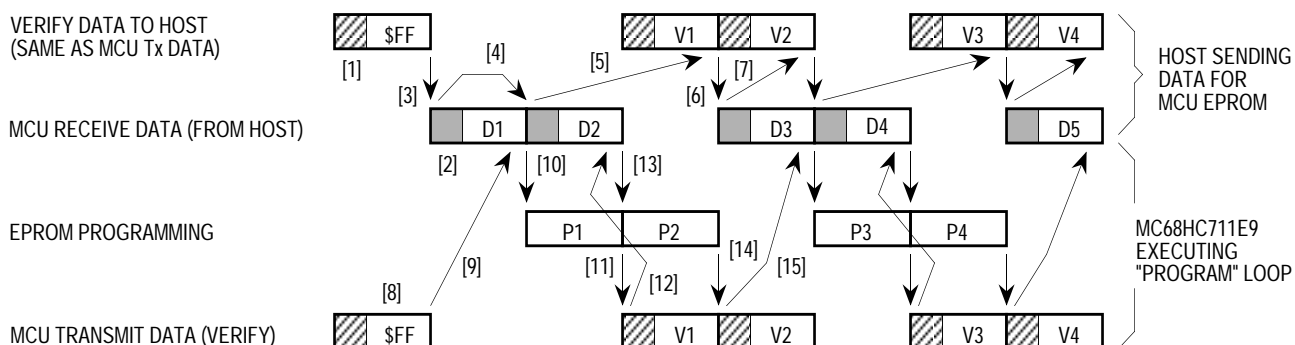 VERIFY DATA TO HOST
(SAME AS MCU Tx DATA)
$FF
V1
V2
V3
V4
[1]
[3]
[4]
[5]
[6]
[7]
HOST SENDING
DATA FOR
MCU EPROM
MCU RECEIVE DATA (FROM HOST)
D1
D2
D3
D4
D5
[2]
[10]
[13]
EPROM PROGRAMMING
P1
P2
P3
P4
MC68HC711E9
EXECUTING
"PROGRAM" LOOP
[9]
[11]
[12]
[14]
[15]
[8]
MCU TRANSMIT DATA (VERIFY)
$FF
V1
V2
V3
V4